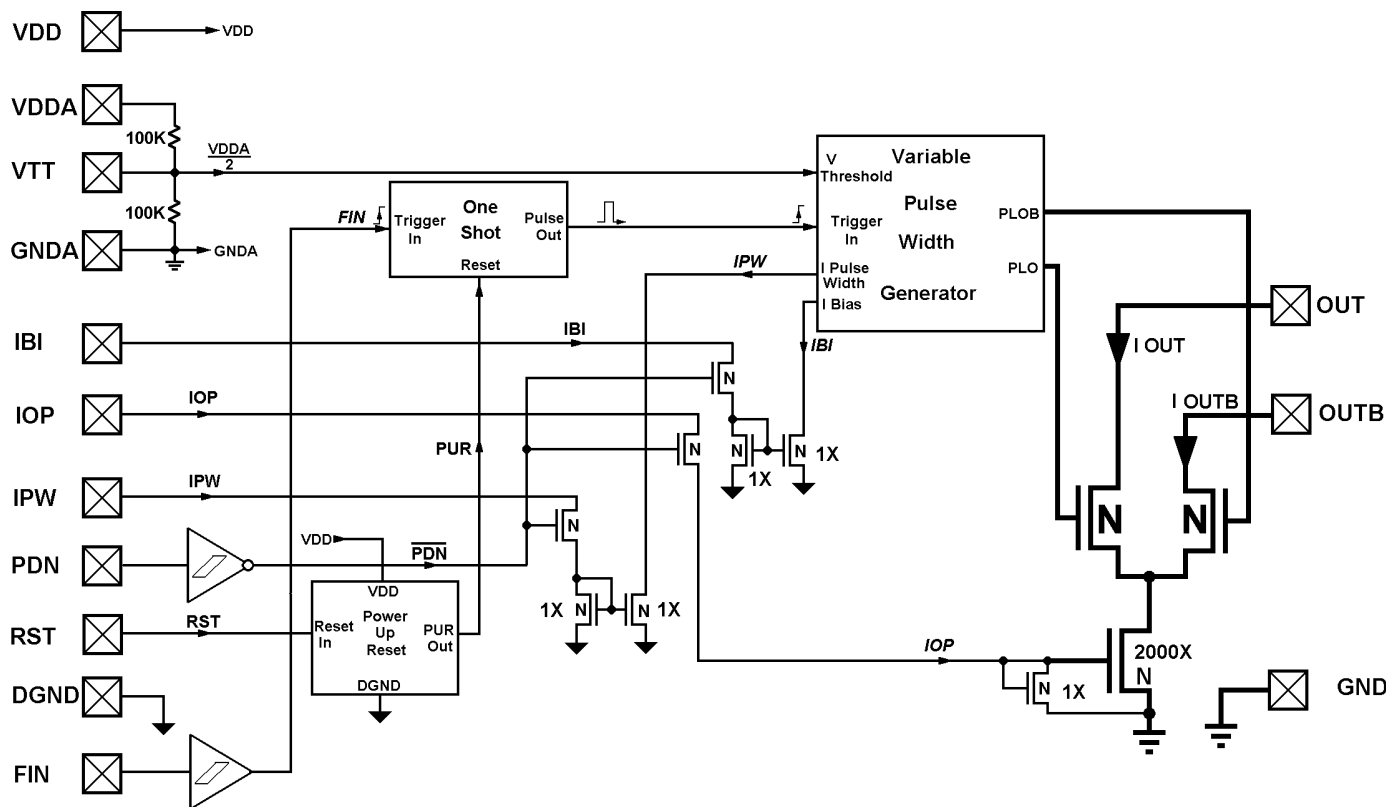 VDD
VDD
VDDA
100K
VTT
VDDA
2
100K
GNDA
GNDA
FIN
Trigger
In
One
Shot
Pulse
Out
Reset
V
Threshold
Variable
Pulse
Width
Generator
Trigger
In
I Pulse
Width
I Bias
PLOB
PLO
IPW
IBI
IBI
IBI
N
N
N
1X
1X
IOP
IOP
N
PUR
IPW
IPW
N
N
N
1X
1X
PDN
PDN
VDD
VDD
Power
Up
Reset
Reset
In
PUR
Out
DGND
RST
RST
DGND
FIN
OUT
I OUT
I OUTB
OUTB
N
N
IOP
2000X
N
N
1X
GND